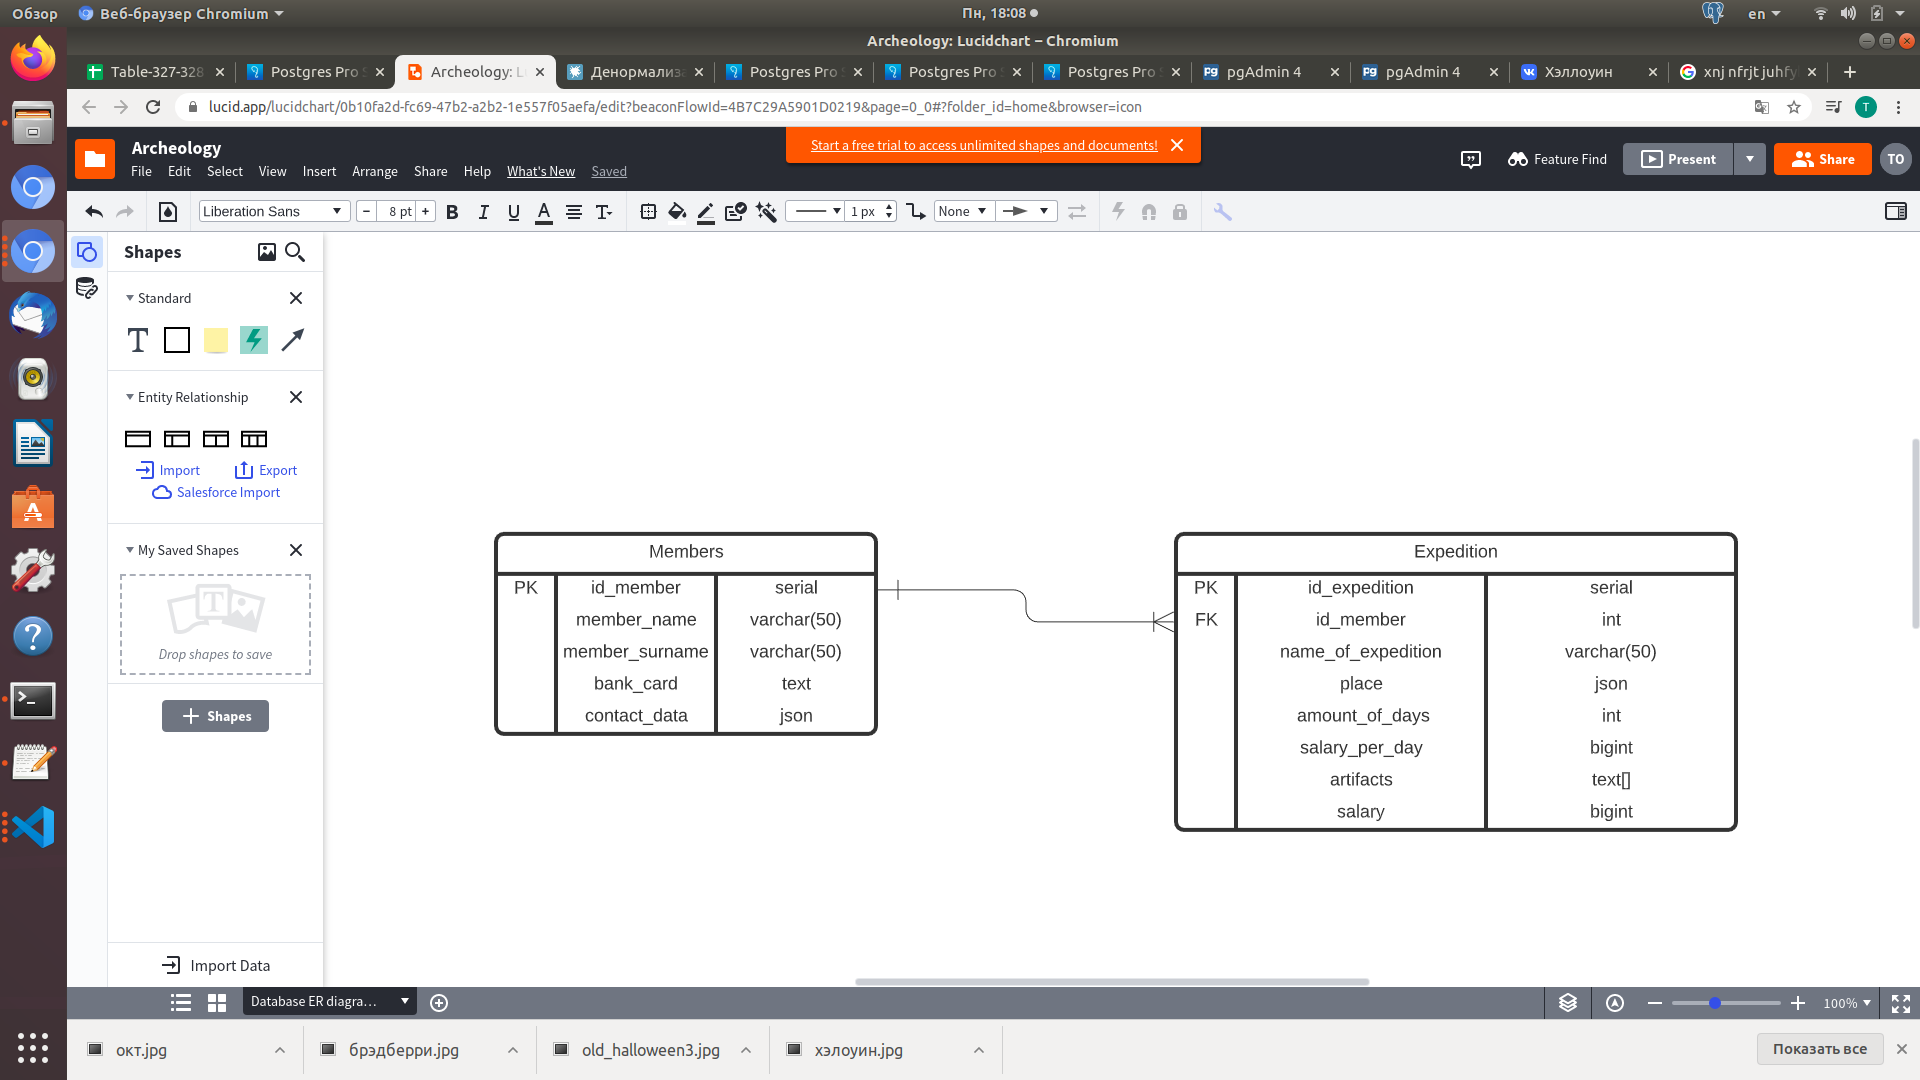 Обзор
Веб-браузер Chromium
Пн, 18:08
en
Archeology: Lucidchart – Chromium
Table-327-328
Postgres Pro S
Archeology: L
Денормализа
Postgres Pro S
Postgres Pro S
Postgres Pro S
pgAdmin 4
pgAdmin 4
Хэллоуин
xnj nfrjt juhfy
lucid.app/lucidchart/0b10fa2d-fc69-47b2-a2b2-1e557f05aefa/edit?beaconFlowId=4B7C29A5901D0219&page=0_0#?folder_id=home&browser=icon
T
Archeology
Start a free trial to access unlimited shapes and documents!
File Edit Select View Insert Arrange Share Help What's New Saved
Feature Find
Present
Share
TO
Liberation Sans
8 pt
B I U A T
1 px
None
Shapes
Standard
T
Entity Relationship
Import
Export
Salesforce Import
My Saved Shapes
T
Drop shapes to save
Shapes
Import Data
Members
PK id_member serial
member_name varchar(50)
member_surname varchar(50)
bank_card text
contact_data json
Expedition
PK id_expedition serial
FK id_member int
name_of_expedition varchar(50)
place json
amount_of_days int
salary_per_day bigint
artifacts text[]
salary bigint
Database ER diagra...
100%
окт.jpg
брэдберри.jpg
old_halloween3.jpg
хэлоуин.jpg
Показать все